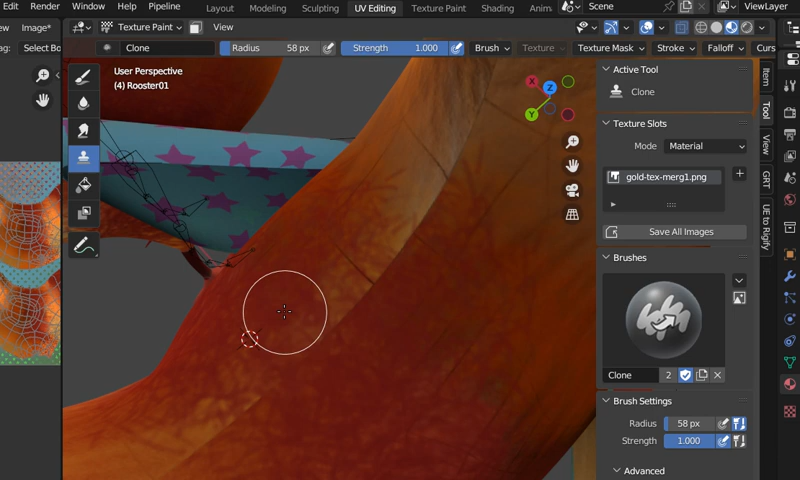 Edit Render Window Help Pipeline Layout Modeling Sculpting UV Editing Texture Paint Shading Anim Scene ViewLayer
Image* Texture Paint View
Select Bo Clone Radius 58 px Strength 1.000 Brush Texture Texture Mask Stroke Falloff Curs
User Perspective
(4) Rooster01
X
Z
Y
Active Tool
Clone
Texture Slots
Mode Material
gold-tex-merg1.png
Save All Images
Brushes
Clone 2
Brush Settings
Radius 58 px
Strength 1.000
Advanced
Item
Tool
View
GRT
UE to Rigify